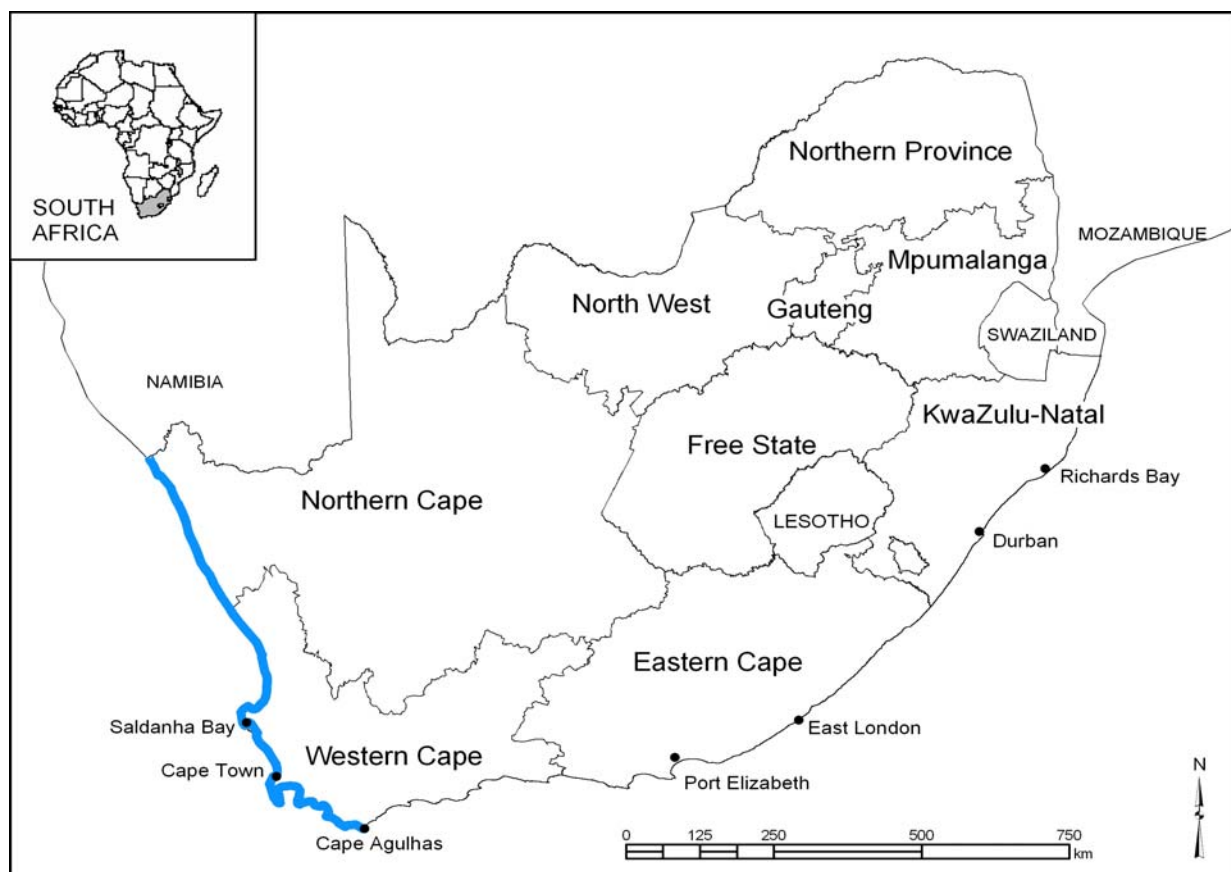 SOUTH
AFRICA
Northern Province
MOZAMBIQUE
Mpumalanga
North West
Gauteng
SWAZILAND
NAMIBIA
KwaZulu-Natal
Free State
Richards Bay
Northern Cape
LESOTHO
Durban
Eastern Cape
Saldanha Bay
East London
Western Cape
Cape Town
Port Elizabeth
N
Cape Agulhas
0 125 250 500 750
km